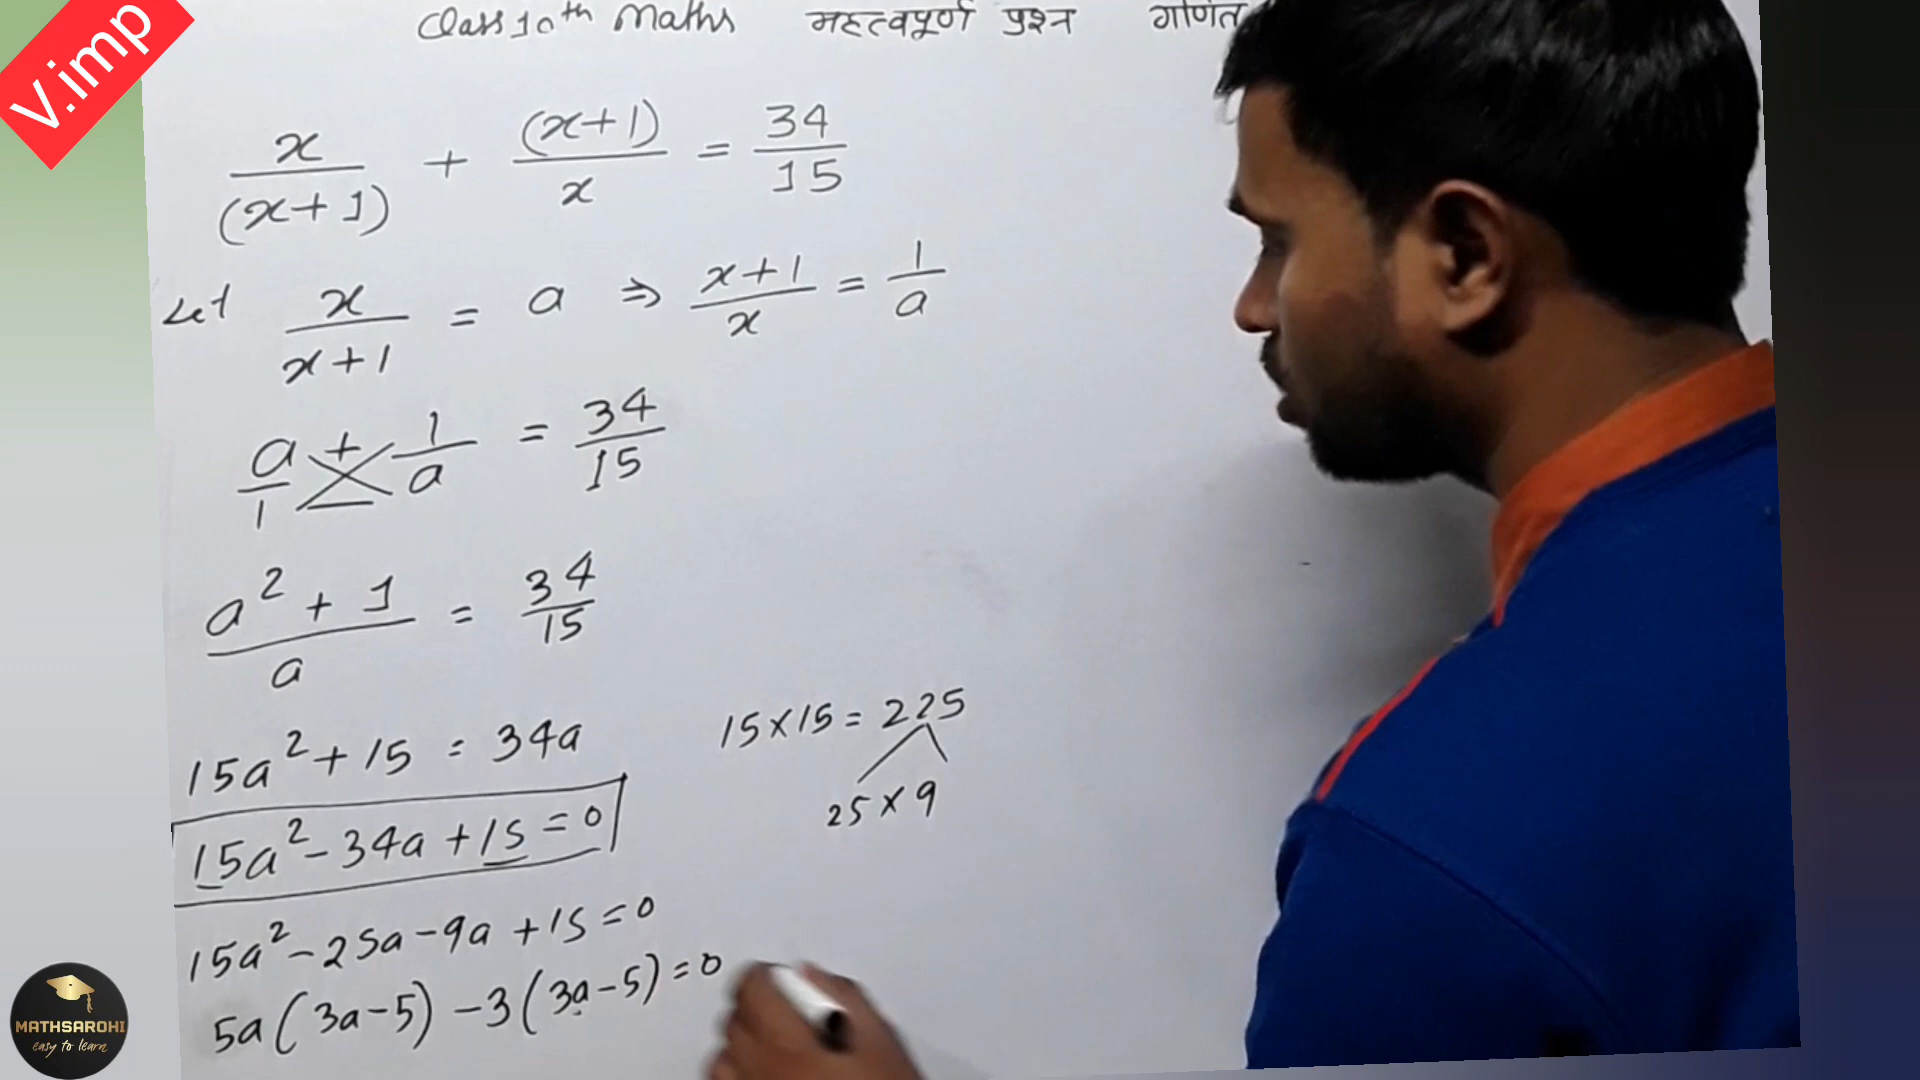 V.imp
Class 10th Maths महत्वपूर्ण प्रश्न गणित
x/(x+1) + (x+1)/x = 34/15
Let x/x+1 = a ⇒ x+1/x = 1/a
a/1 + 1/a = 34/15
a²+1/a = 34/15
15a²+15 = 34a
15×15=225
25×9
15a²-34a+15=0
15a²-25a-9a+15=0
5a(3a-5)-3(3a-5)=0
MATHSAROHI
easy to learn